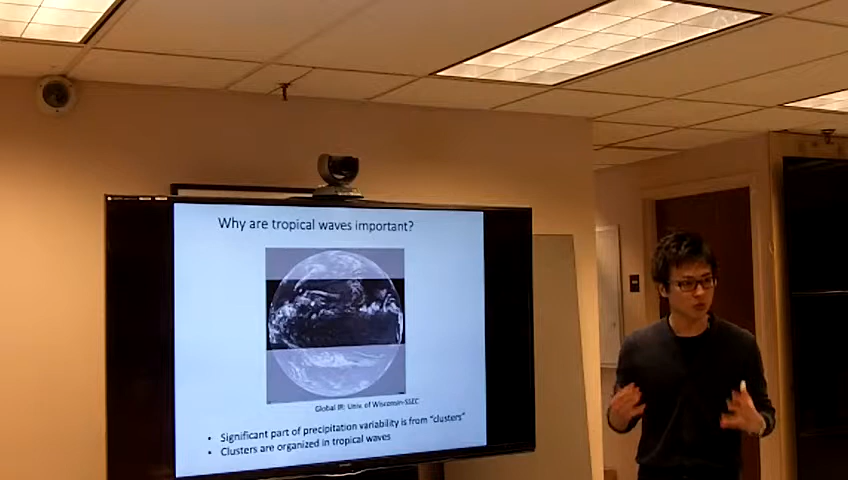 Why are tropical waves important?
Global IR: Univ. of Wisconsin-SSEC
• Significant part of precipitation variability is from “clusters”
• Clusters are organized in tropical waves